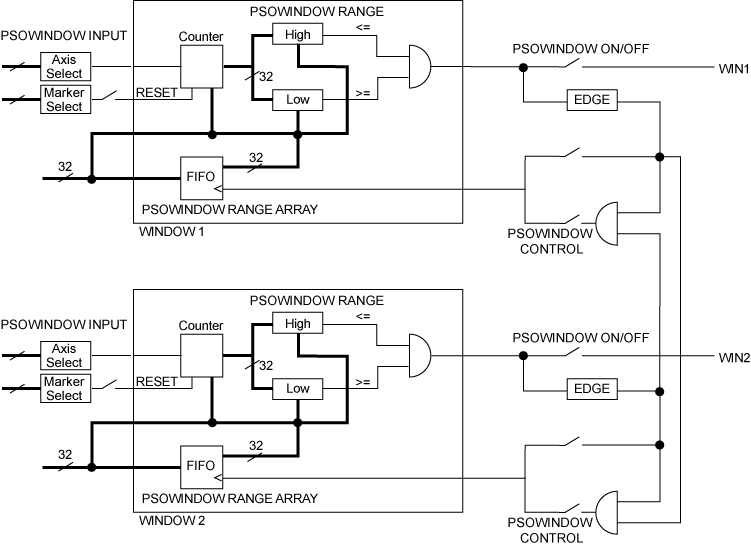 PSOWINDOW RANGE
PSOWINDOW INPUT
Counter
High
<=
PSOWINDOW ON/OFF
Axis
Select
32
WIN1
Marker
Select
RESET
Low
>=
EDGE
32
32
FIFO
PSOWINDOW RANGE ARRAY
WINDOW 1
PSOWINDOW
CONTROL
PSOWINDOW RANGE
PSOWINDOW INPUT
Counter
High
<=
PSOWINDOW ON/OFF
Axis
Select
32
WIN2
Marker
Select
RESET
Low
>=
EDGE
32
32
FIFO
PSOWINDOW RANGE ARRAY
WINDOW 2
PSOWINDOW
CONTROL